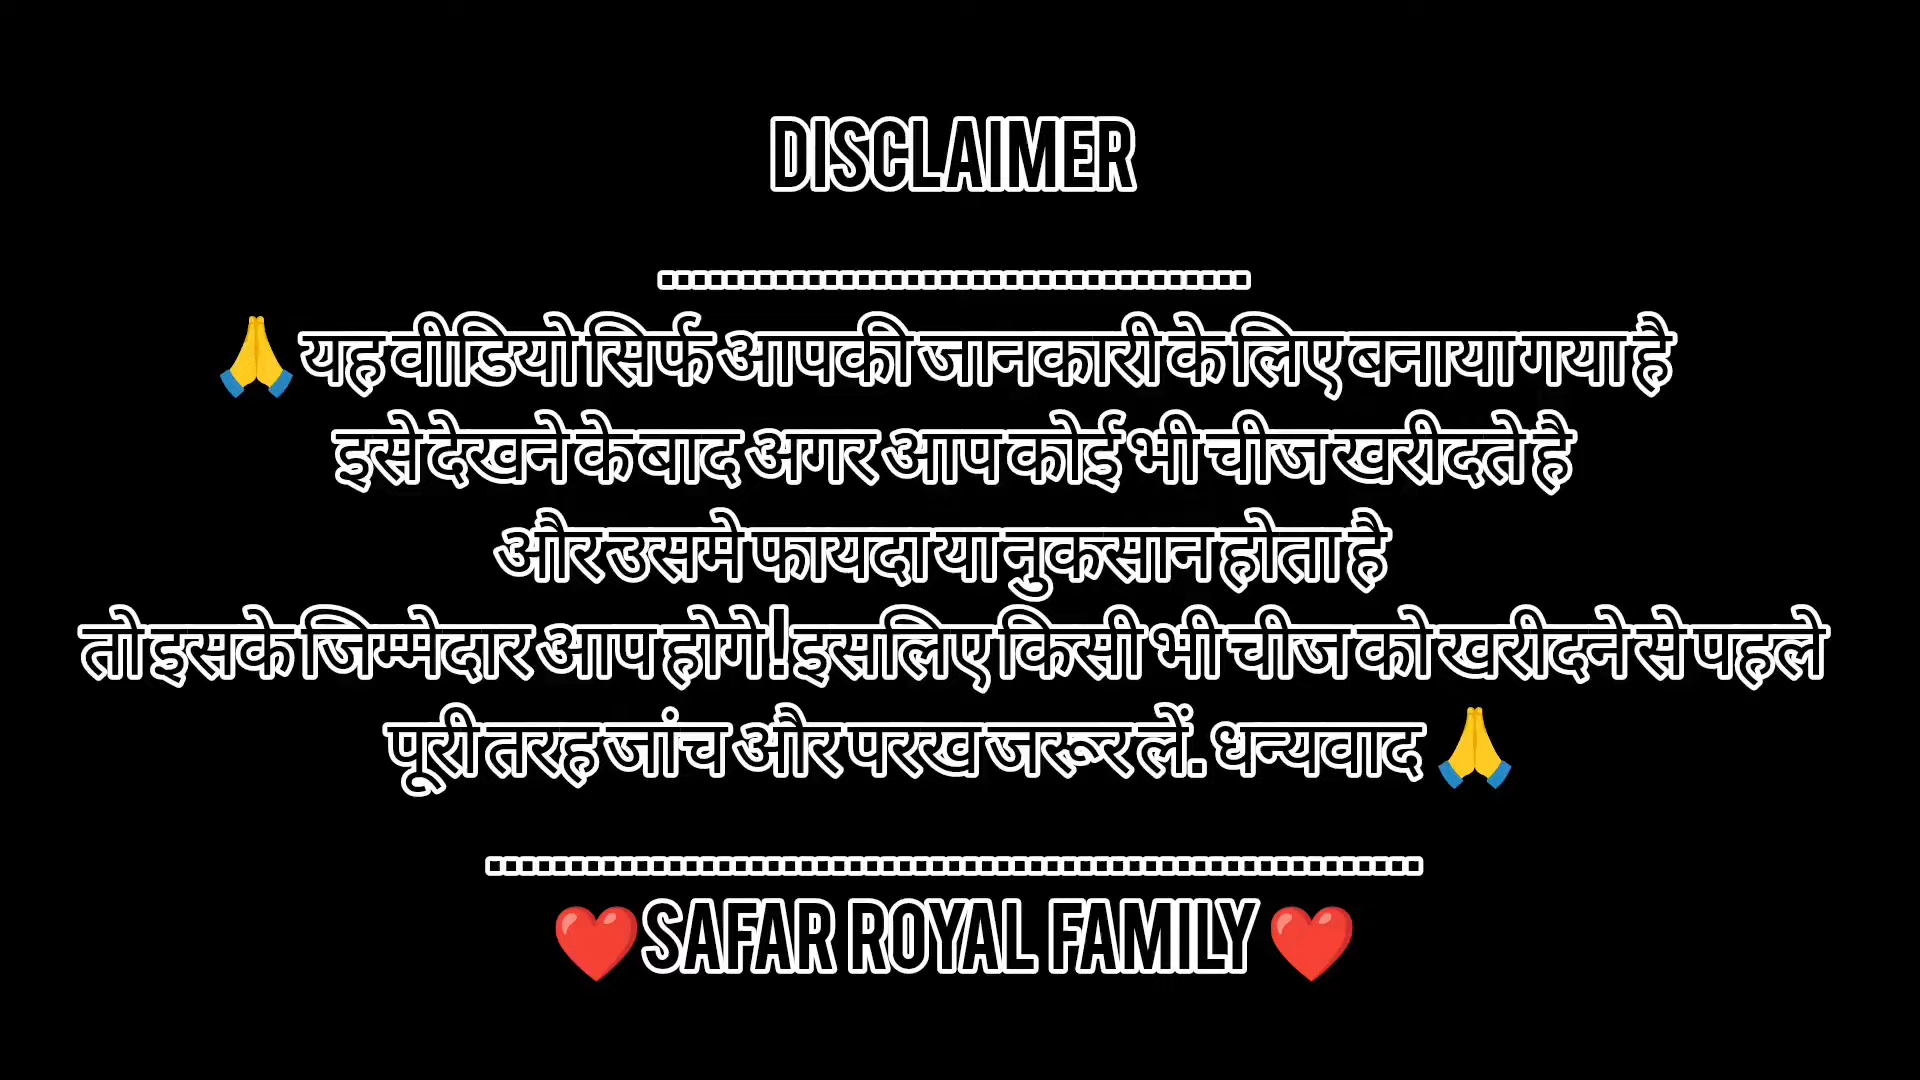 DISCLAIMER
....................................
🙏यह वीडियो सिर्फ आपकी जानकारी के लिए बनाया गया है
इसे देखने के बाद अगर आप कोई भी चीज खरीदते है
और उसमे फायदा या नुकसान होता है
तो इसके जिम्मेदार आप होगे!इसलिए किसी भी चीज को खरीदने से पहले
पूरी तरह जांच और परख जरूर लें. धन्यवाद 🙏
.........................................................
❤️SAFAR ROYAL FAMILY ❤️